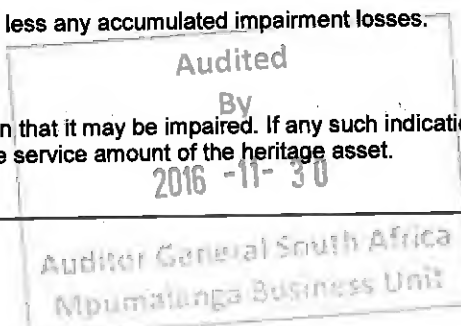 less any accumulated impairment losses.
Audited
By
n that it may be impaired. If any such indicati
e service amount of the heritage asset.
2016 -11- 30
Auditor General South Africa
Mpumalanga Business Unit